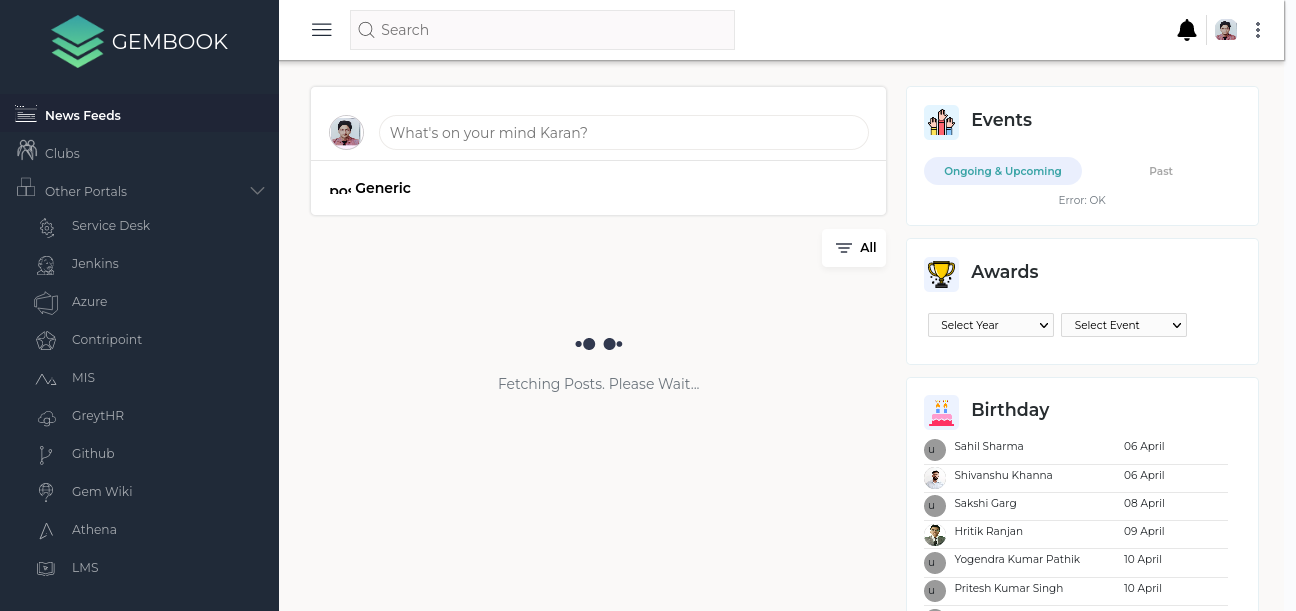 GEMBOOK
Search
News Feeds
Clubs
Other Portals
Service Desk
Jenkins
Azure
Contripoint
MIS
GreytHR
Github
Gem Wiki
Athena
LMS
What's on your mind Karan?
Generic
All
Fetching Posts. Please Wait...
Events
Ongoing & Upcoming Past
Error: OK
Awards
Select Year Select Event
Birthday
u Sahil Sharma 06 April
Shivanshu Khanna 06 April
u Sakshi Garg 08 April
Hritik Ranjan 09 April
u Yogendra Kumar Pathik 10 April
u Pritesh Kumar Singh 10 April